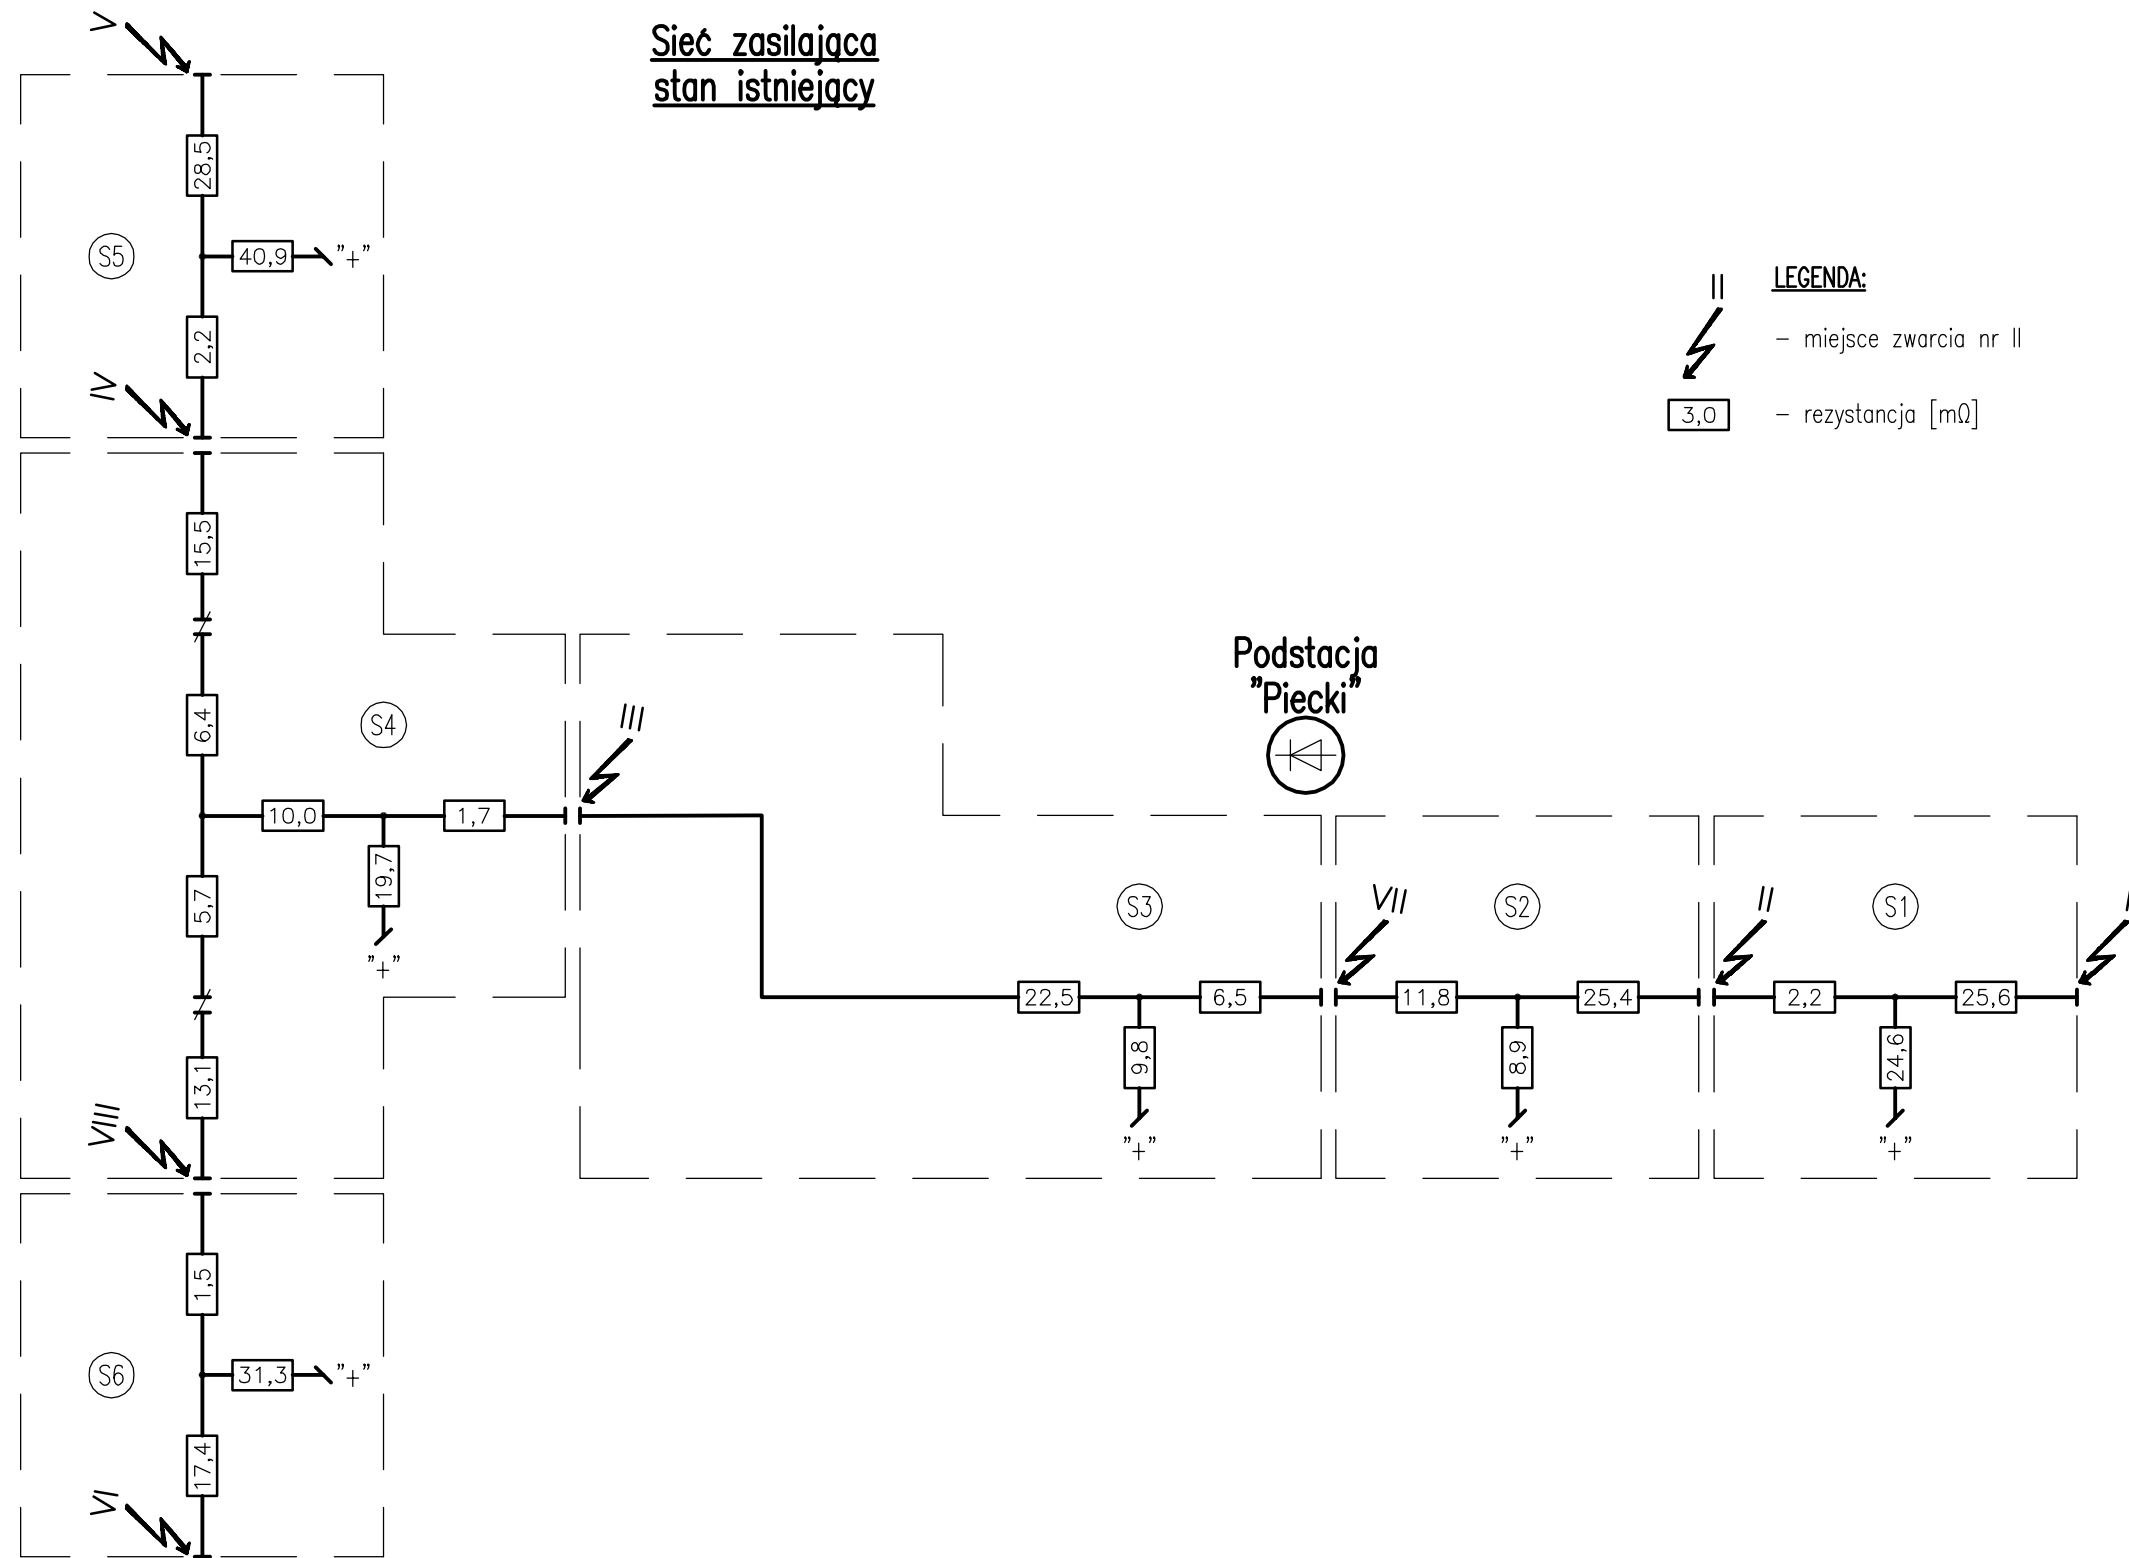 Sieć zasilająca
stan istniejący
V
28,5
S5
40,9 "+"
2,2
IV
II LEGENDA:
– miejsce zwarcia nr II
3,0 – rezystancja [mΩ]
15,5
6,4
S4
III
10,0
1,7
19,7
"+"
5,7
13,1
VIII
Podstacja
"Piecki"
S3
VII
S2
II
S1
I
22,5
6,5
11,8
25,4
2,2
25,6
9,8
8,9
24,6
"+"
"+"
"+"
1,5
S6
31,3 "+"
17,4
VI